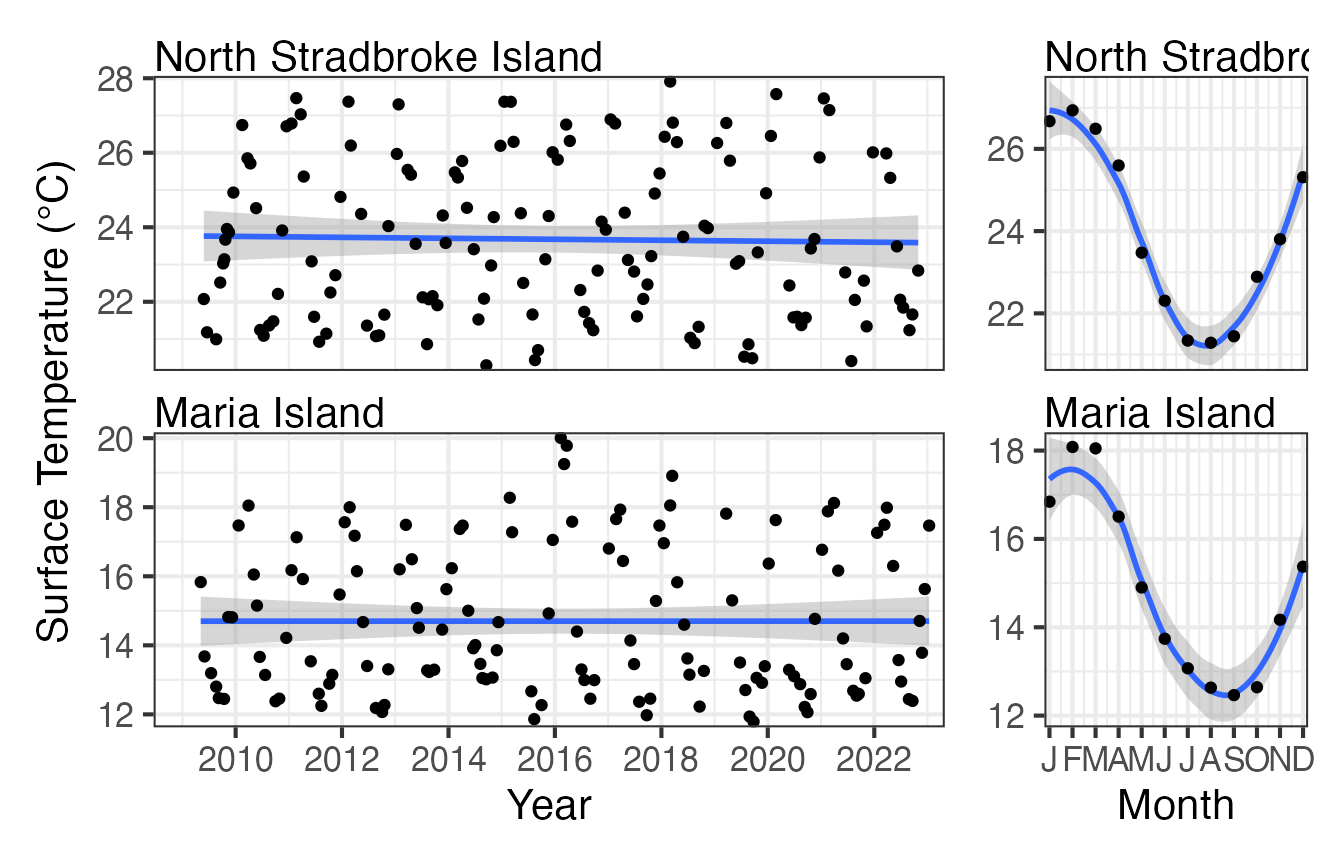 North Stradbroke Island
28
26
24
22
North Stradbro
26
24
22
Surface Temperature (°C)
Maria Island
20
18
16
14
12
2010 2012 2014 2016 2018 2020 2022
Year
Maria Island
18
16
14
12
J F M A M J J A S O N D
Month